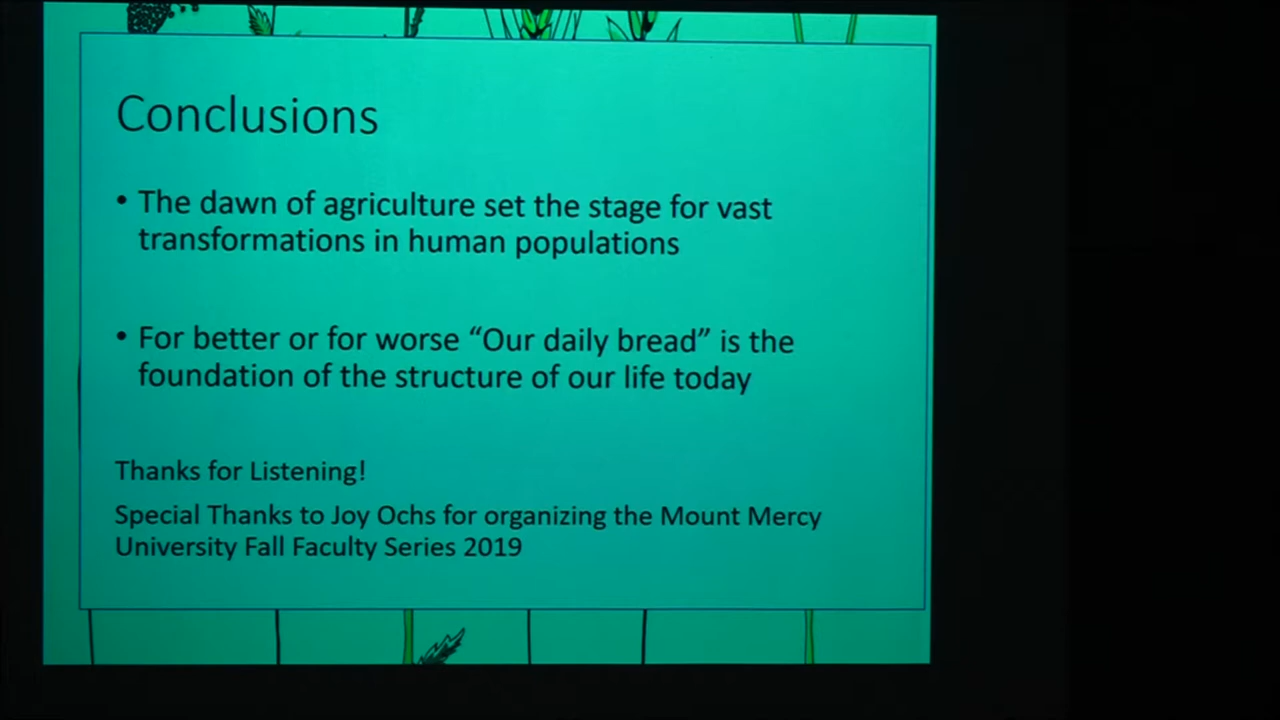 Conclusions
• The dawn of agriculture set the stage for vast
transformations in human populations
• For better or for worse “Our daily bread” is the
foundation of the structure of our life today
Thanks for Listening!
Special Thanks to Joy Ochs for organizing the Mount Mercy
University Fall Faculty Series 2019